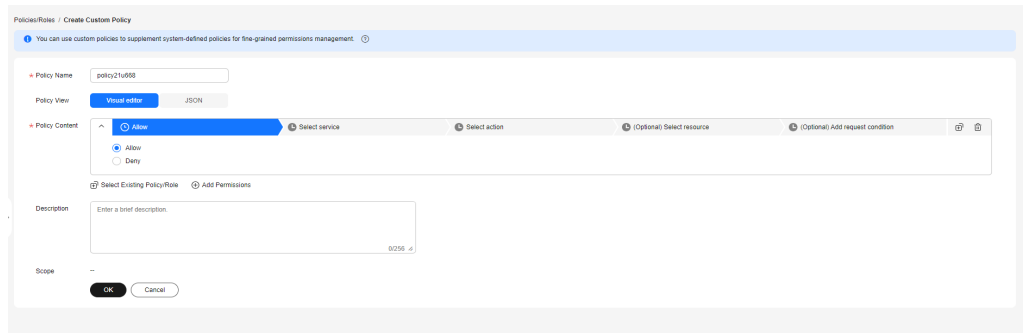 Policies/Roles / Create Custom Policy
You can use custom policies to supplement system-defined policies for fine-grained permissions management.
Policy Name policy21u668
Policy View Visual editor JSON
Policy Content Allow Select service Select action (Optional) Select resource (Optional) Add request condition
Allow
Deny
Select Existing Policy/Role Add Permissions
Description Enter a brief description.
0/256
Scope --
OK Cancel